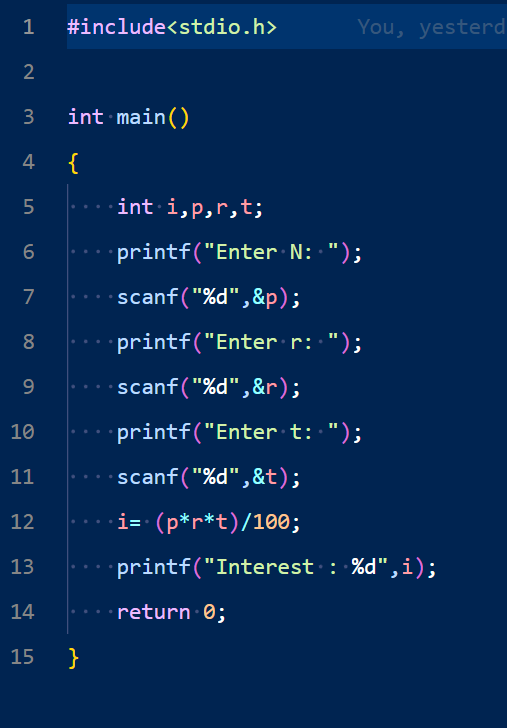 1 #include<stdio.h> You, yesterd
2
3 int main()
4 {
5 int i,p,r,t;
6 printf("Enter N: ");
7 scanf("%d",&p);
8 printf("Enter r: ");
9 scanf("%d",&r);
10 printf("Enter t: ");
11 scanf("%d",&t);
12 i= (p*r*t)/100;
13 printf("Interest : %d",i);
14 return 0;
15 }